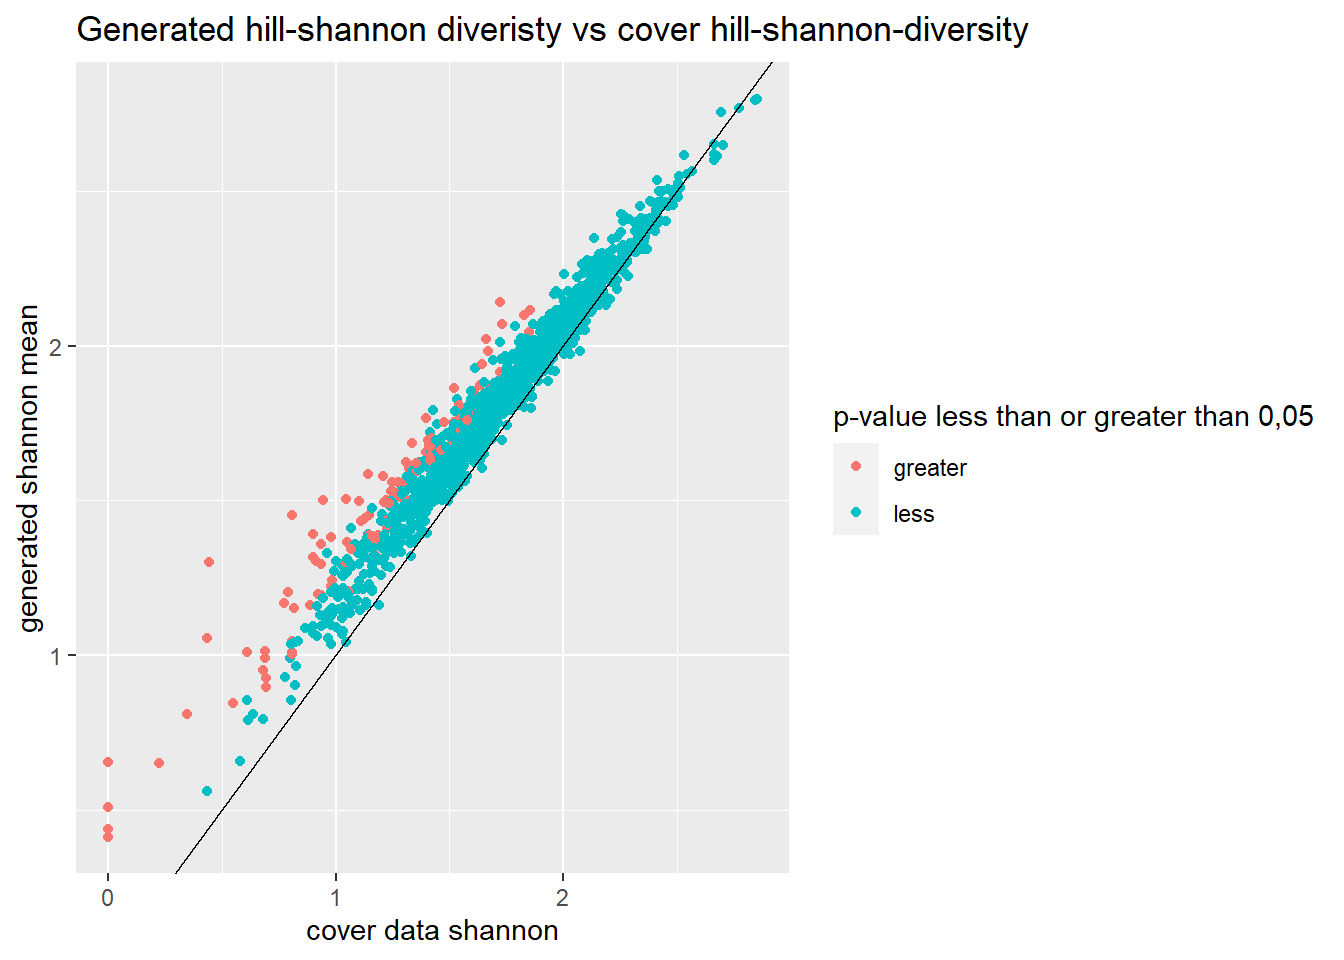 Generated hill-shannon diveristy vs cover hill-shannon-diversity
generated shannon mean
2
1
0
1
2
cover data shannon
p-value less than or greater than 0,05
greater
less